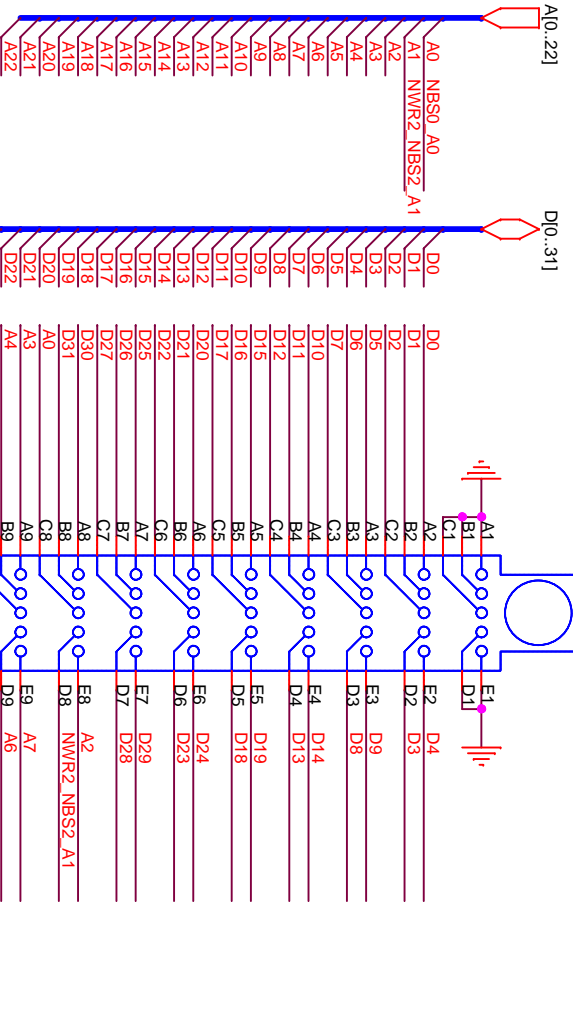 A[0..22] D[0..31]
A1 E1
B1 D1
C1
A0 NBS0_A0 D0 D0 A2 E2 D4
A1 NWR2_NBS2_A1 D1 D1 B2 D2 D3
A2 D2 D2 C2
A3 D3 D5 A3 E3 D9
A4 D4 D6 B3 D3 D8
A5 D5 D7 C3
A6 D6 D10 A4 E4 D14
A7 D7 D11 B4 D4 D13
A8 D8 D12 C4
A9 D9 D15 A5 E5 D19
A10 D10 D16 B5 D5 D18
A11 D11 D17 C5
A12 D12 D20 A6 E6 D24
A13 D13 D21 B6 D6 D23
A14 D14 D22 C6
A15 D15 D25 A7 E7 D29
A16 D16 D26 B7 D7 D28
A17 D17 D27 C7
A18 D18 D30 A8 E8 A2
A19 D19 D31 B8 D8 NWR2_NBS2_A1
A20 D20 A0 C8
A21 D21 A3 A9 E9 A7
A22 D22 A4 B9 D9 A6